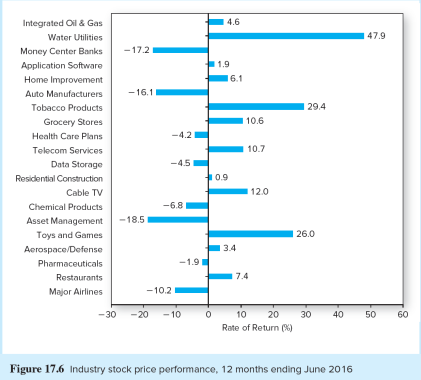 Integrated Oil & Gas 4.6
Water Utilities 47.9
Money Center Banks −17.2
Application Software 1.9
Home Improvement 6.1
Auto Manufacturers −16.1
Tobacco Products 29.4
Grocery Stores 10.6
Health Care Plans −4.2
Telecom Services 10.7
Data Storage −4.5
Residential Construction 0.9
Cable TV 12.0
Chemical Products −6.8
Asset Management −18.5
Toys and Games 26.0
Aerospace/Defense 3.4
Pharmaceuticals −1.9
Restaurants 7.4
Major Airlines −10.2
−30 −20 −10 0 10 20 30 40 50 60
Rate of Return (%)
Figure 17.6 Industry stock price performance, 12 months ending June 2016